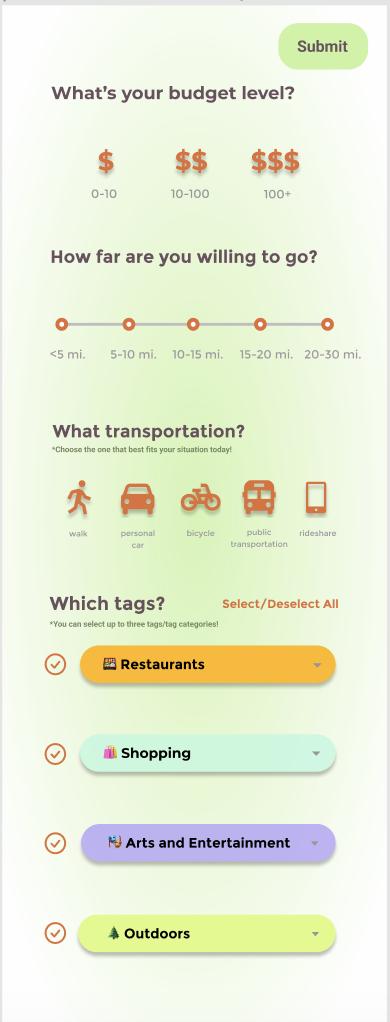 Submit
What's your budget level?
$ $$ $$$
0-10 10-100 100+
How far are you willing to go?
<5 mi. 5-10 mi. 10-15 mi. 15-20 mi. 20-30 mi.
What transportation?
*Choose the one that best fits your situation today!
walk personal car bicycle public transportation rideshare
Which tags? Select/Deselect All
*You can select up to three tags/tag categories!
Restaurants
Shopping
Arts and Entertainment
Outdoors